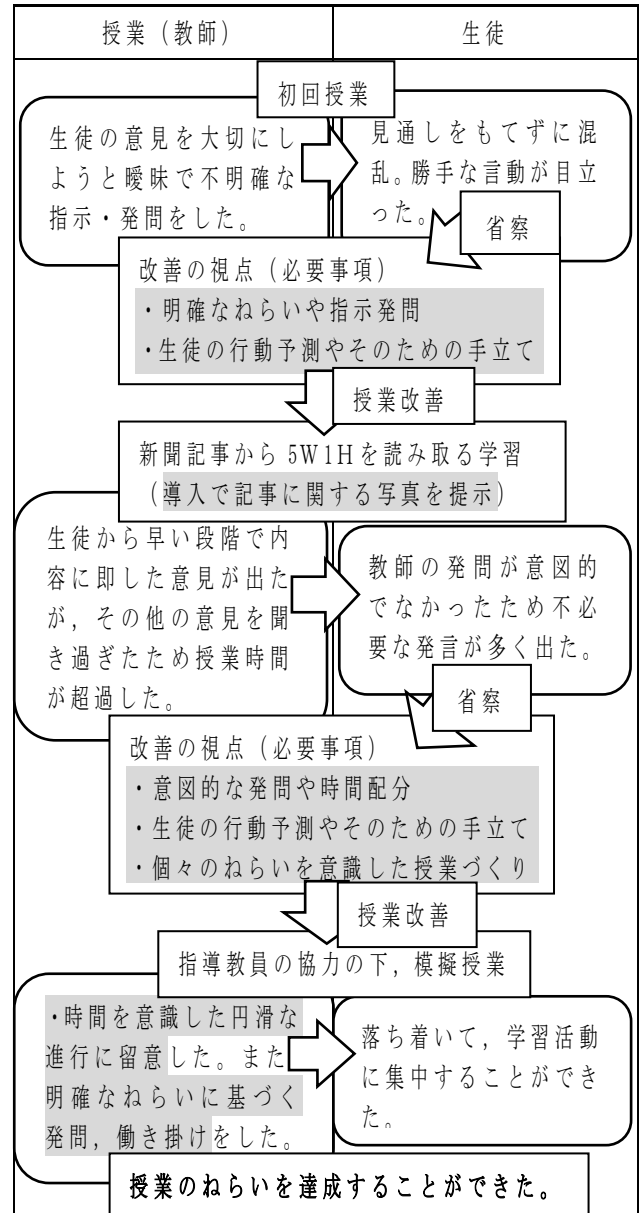 授業（教師）
生徒
初回授業
生徒の意見を大切にし
ようと曖昧で不明確な
指示・発問をした。
見通しをもてずに混
乱。勝手な言動が目立
った。
省察
改善の視点（必要事項）
・明確なねらいや指示発問
・生徒の行動予測やそのための手立て
授業改善
新聞記事から5W1Hを読み取る学習
（導入で記事に関する写真を提示）
生徒から早い段階で内
容に即した意見が出た
が，その他の意見を聞
き過ぎたため授業時間
が超過した。
教師の発問が意図的
でなかったため不必
要な発言が多く出た。
省察
改善の視点（必要事項）
・意図的な発問や時間配分
・生徒の行動予測やそのための手立て
・個々のねらいを意識した授業づくり
授業改善
指導教員の協力の下，模擬授業
・時間を意識した円滑な
進行に留意した。また
明確なねらいに基づく
発問，働き掛けをした。
落ち着いて，学習活動
に集中することができ
た。
授業のねらいを達成することができた。